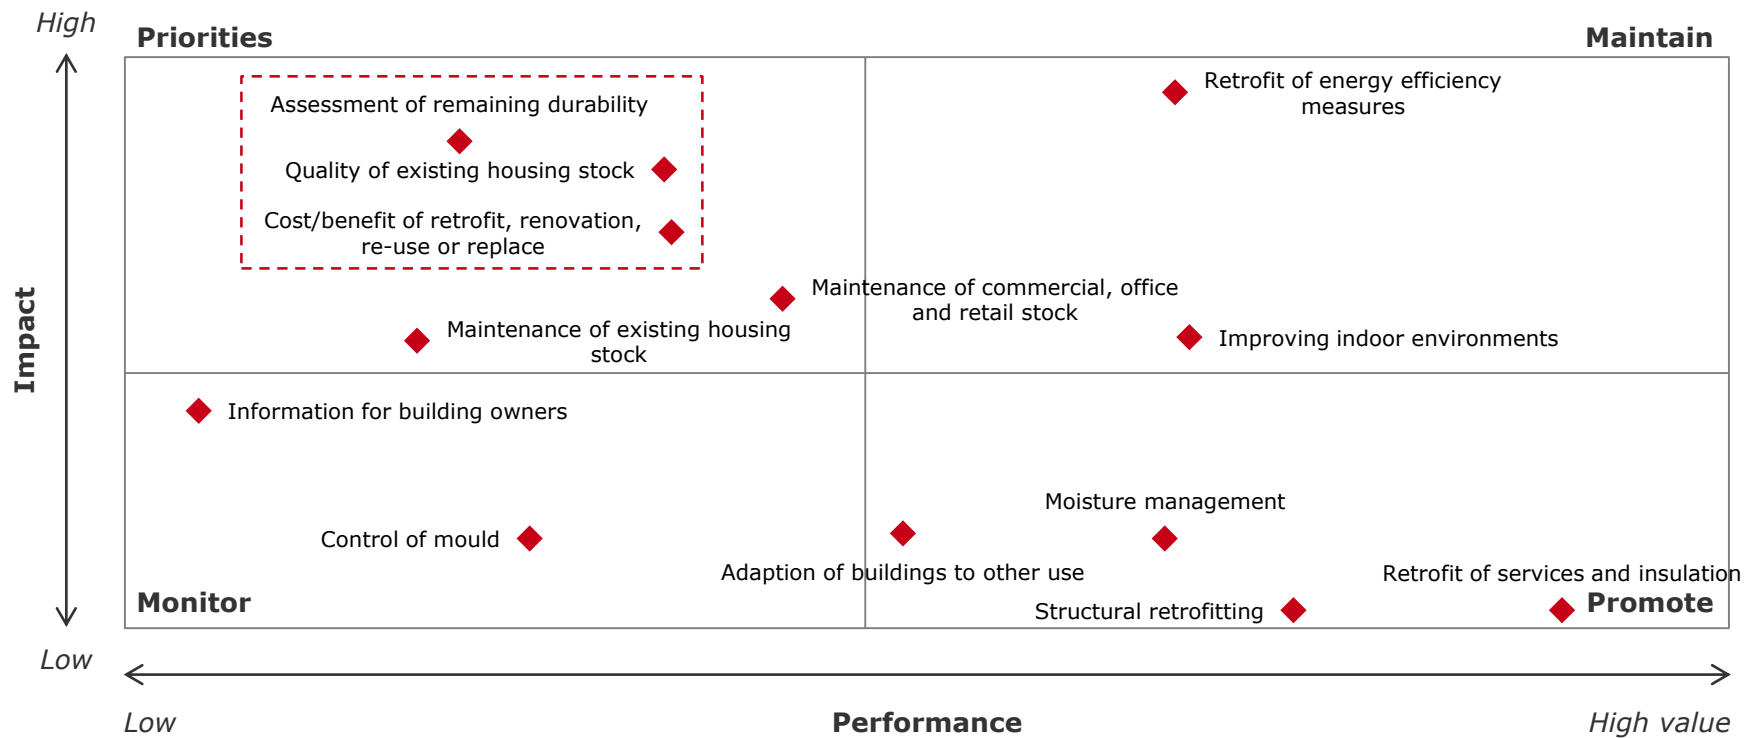 High
Priorities
Maintain
Assessment of remaining durability
Retrofit of energy efficiency
measures
Quality of existing housing stock
Cost/benefit of retrofit, renovation,
re-use or replace
Maintenance of commercial, office
and retail stock
Maintenance of existing housing
stock
Improving indoor environments
Impact
Information for building owners
Moisture management
Control of mould
Adaption of buildings to other use
Retrofit of services and insulation
Monitor
Structural retrofitting
Promote
Low
Low
Performance
High value